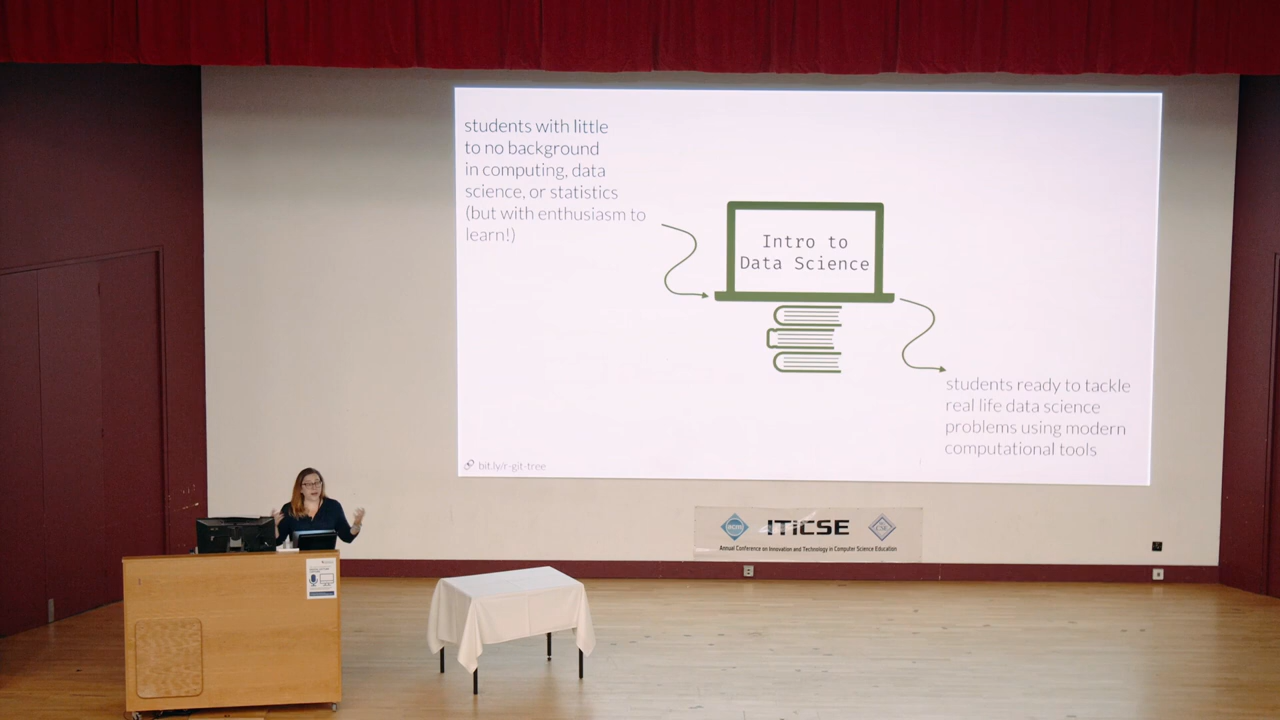 students with little
to no background
in computing, data
science, or statistics
(but with enthusiasm to
learn!)
Intro to
Data Science
students ready to tackle
real life data science
problems using modern
computational tools
bit.ly/r-git-tree
ITiCSE
Annual Conference on Innovation and Technology in Computer Science Education